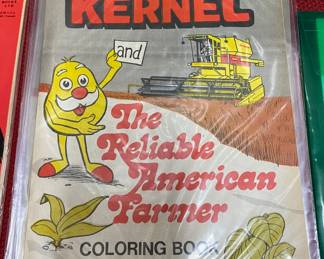 KERNEL
and
The
Reliable
American
Farmer
COLORING BOOK